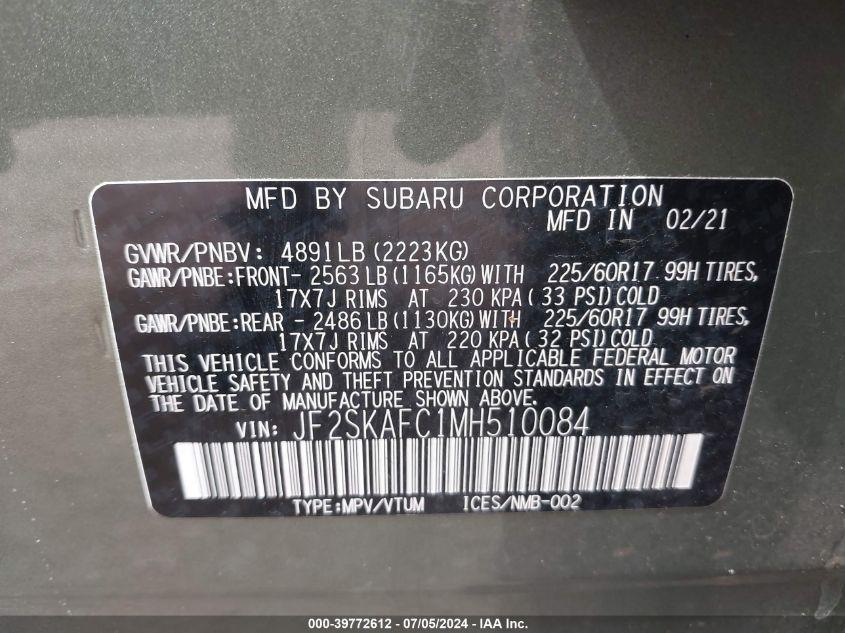 MFD BY SUBARU CORPORATION
MFD IN 02/21
GVWR/PNBV: 4891LB(2223KG)
GAWR/PNBE:FRONT- 2563LB(1165KG)WITH 225/60R17 99H TIRES,
17X7J RIMS AT 230 KPA(33 PSI)COLD
GAWR/PNBE:REAR - 2486LB(1130KG)WITH 225/60R17 99H TIRES,
17X7J RIMS AT 220 KPA(32 PSI)COLD
THIS VEHICLE CONFORMS TO ALL APPLICABLE FEDERAL MOTOR
VEHICLE SAFETY AND THEFT PREVENTION STANDARDS IN EFFECT ON
THE DATE OF MANUFACTURE SHOWN ABOVE.
VIN: JF2SKAFC1MH510084
TYPE:MPV/VTUM ICES/NMB-002
000-39772612 - 07/05/2024 - IAA Inc.